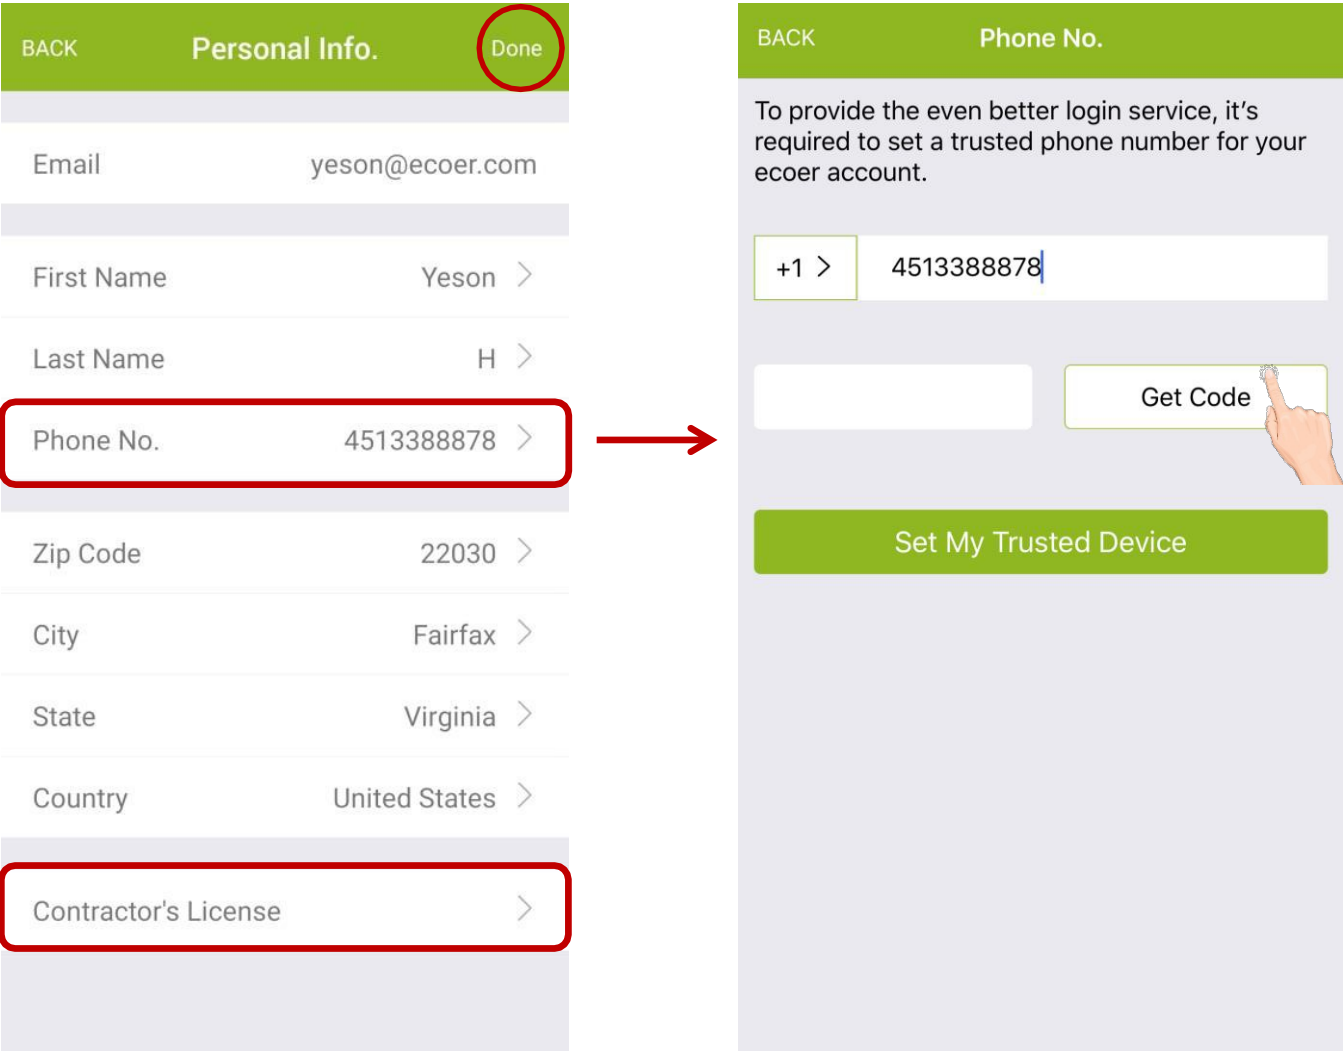 BACK Personal Info. Done
Email yeson@ecoer.com
First Name Yeson
Last Name H
Phone No. 4513388878
Zip Code 22030
City Fairfax
State Virginia
Country United States
Contractor's License
BACK Phone No.
To provide the even better login service, it's
required to set a trusted phone number for your
ecoer account.
+1 4513388878
Get Code
Set My Trusted Device